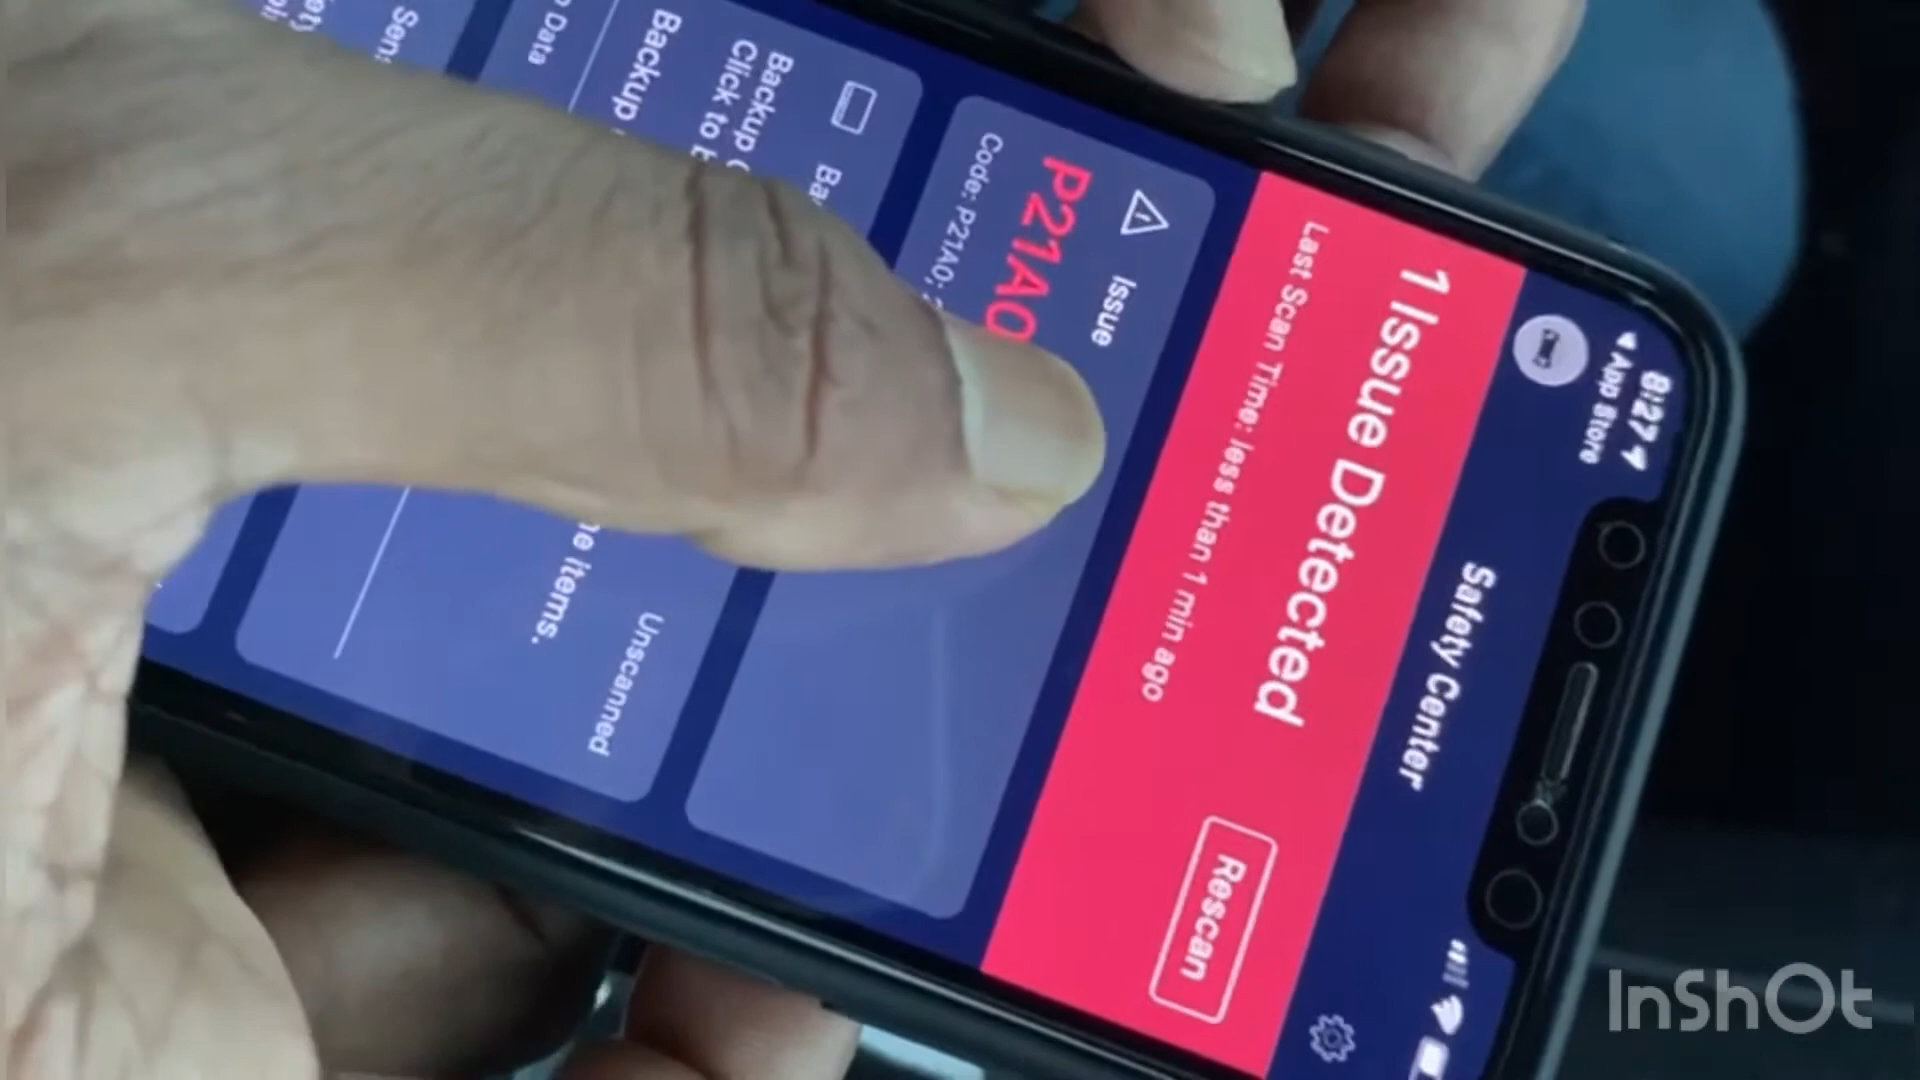 8:27
App Store
Safety Center
1 Issue Detected
Last Scan Time: less than 1 min ago
Rescan
Issue
P21A0
Code: P21A0;
Unscanned
Backup
Click to
items.
Backup
Data
InShOt